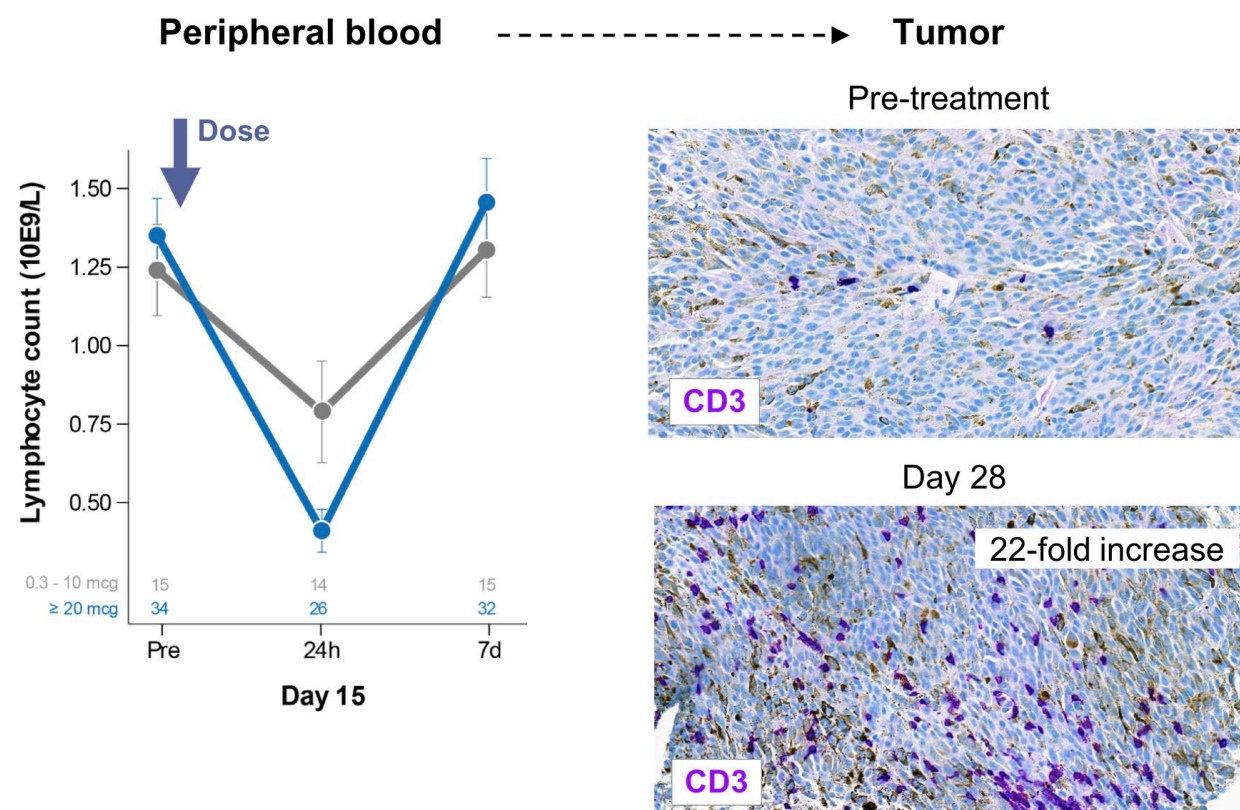 Peripheral blood
Tumor
Dose
Lymphocyte count (10E9/L)
1.50
1.25
1.00
0.75
0.50
0.3 - 10 mcg 15 14 15
≥ 20 mcg 34 26 32
Pre 24h 7d
Day 15
Pre-treatment
CD3
Day 28
22-fold increase
CD3